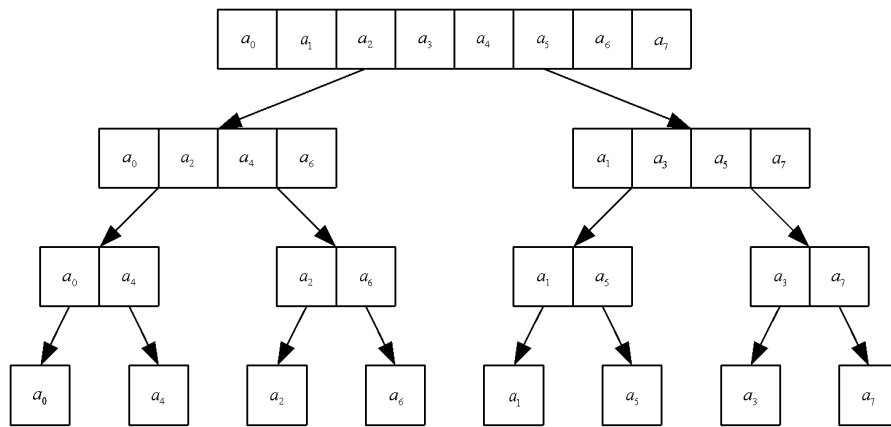 a₀ a₁ a₂ a₃ a₄ a₅ a₆ a₇
a₀ a₂ a₄ a₆ a₁ a₃ a₅ a₇
a₀ a₄ a₂ a₆ a₁ a₅ a₃ a₇
a₀ a₄ a₂ a₆ a₁ a₅ a₃ a₇